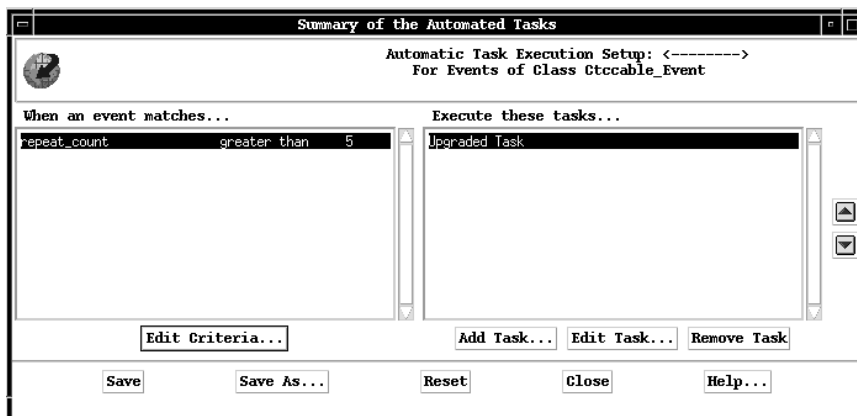 Summary of the Automated Tasks
Automatic Task Execution Setup: <-------->
For Events of Class Ctccable_Event
When an event matches...
Execute these tasks...
repeat_count greater than 5
Upgraded Task
Edit Criteria...
Add Task...
Edit Task...
Remove Task
Save
Save As...
Reset
Close
Help...